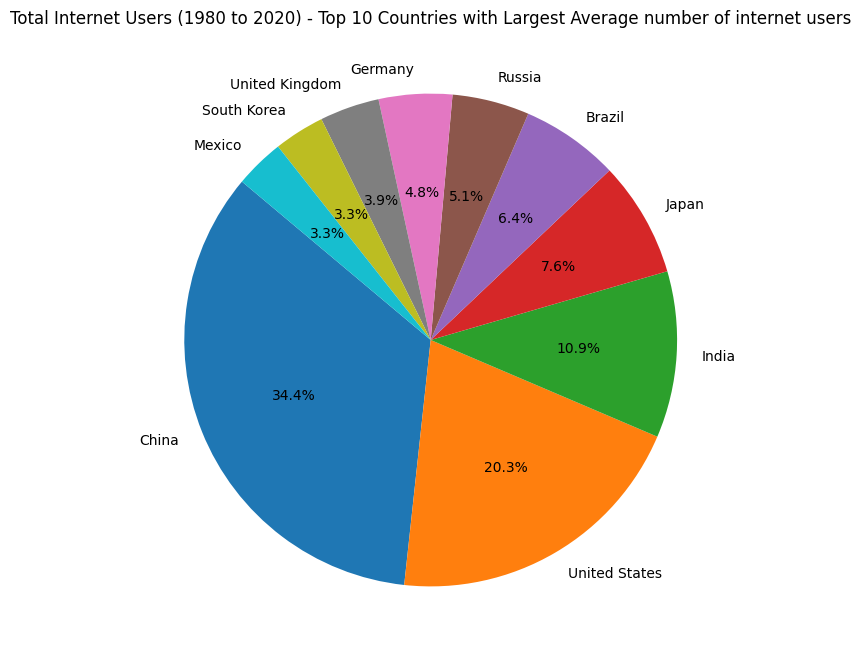 Total Internet Users (1980 to 2020) - Top 10 Countries with Largest Average number of internet users
Germany
Russia
United Kingdom
South Korea
Brazil
Mexico
Japan
4.8%
5.1%
3.9%
3.3%
6.4%
3.3%
7.6%
10.9%
India
34.4%
China
20.3%
United States